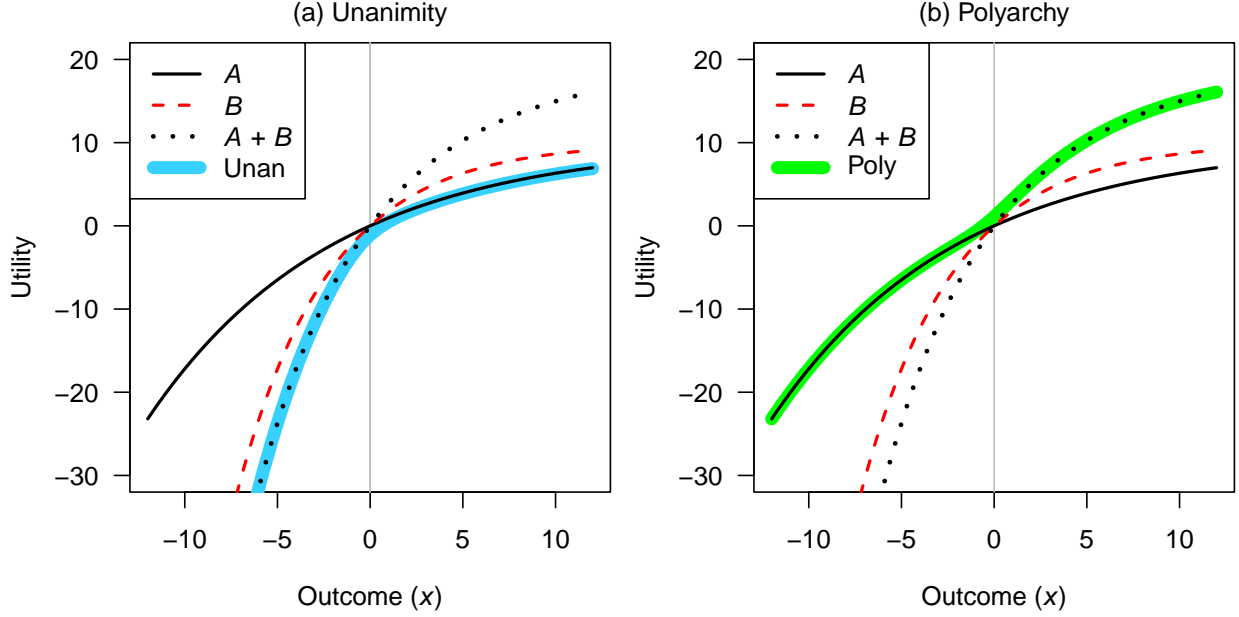 (a) Unanimity
A
B
A + B
Unan
20
10
0
−10
−20
−30
Utility
−10 −5 0 5 10
Outcome (x)
(b) Polyarchy
A
B
A + B
Poly
20
10
0
−10
−20
−30
Utility
−10 −5 0 5 10
Outcome (x)